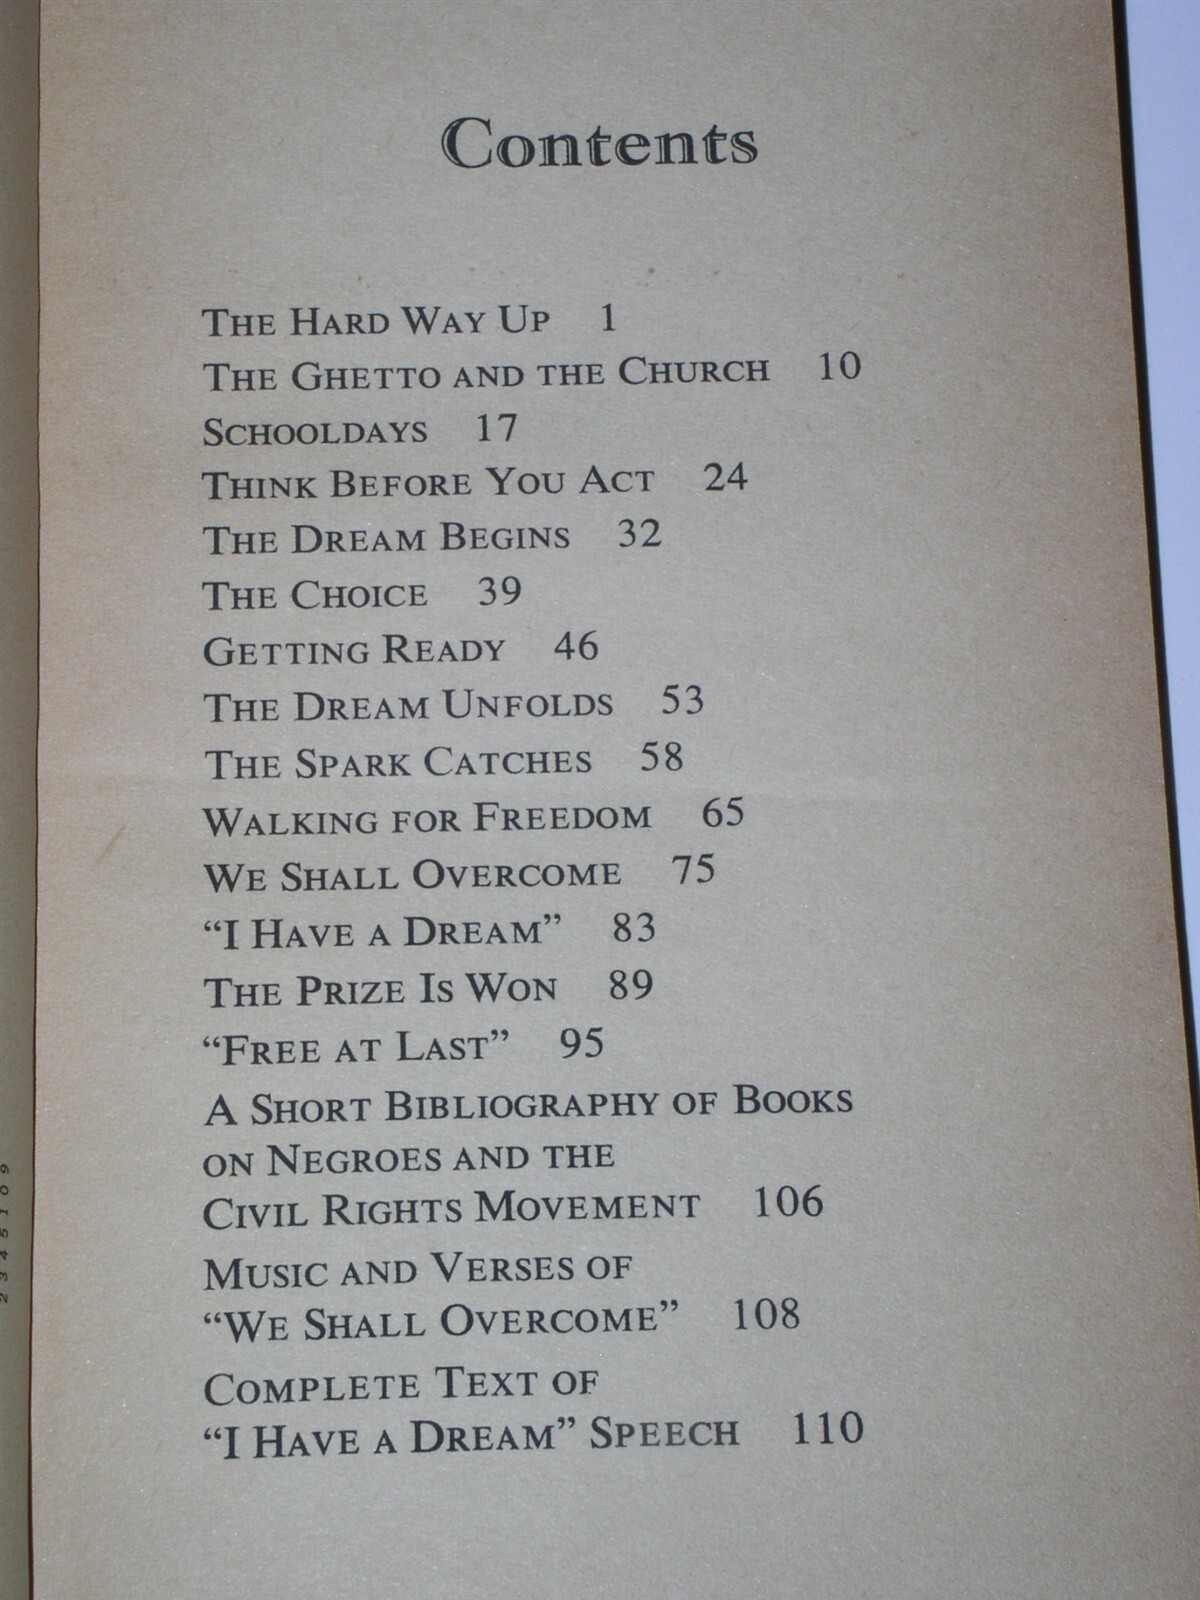 Contents
THE HARD WAY UP 1
THE GHETTO AND THE CHURCH 10
SCHOOLDAYS 17
THINK BEFORE YOU ACT 24
THE DREAM BEGINS 32
THE CHOICE 39
GETTING READY 46
THE DREAM UNFOLDS 53
THE SPARK CATCHES 58
WALKING FOR FREEDOM 65
WE SHALL OVERCOME 75
“I HAVE A DREAM” 83
THE PRIZE IS WON 89
“FREE AT LAST” 95
A SHORT BIBLIOGRAPHY OF BOOKS
ON NEGROES AND THE
CIVIL RIGHTS MOVEMENT 106
MUSIC AND VERSES OF
“WE SHALL OVERCOME” 108
COMPLETE TEXT OF
“I HAVE A DREAM” SPEECH 110